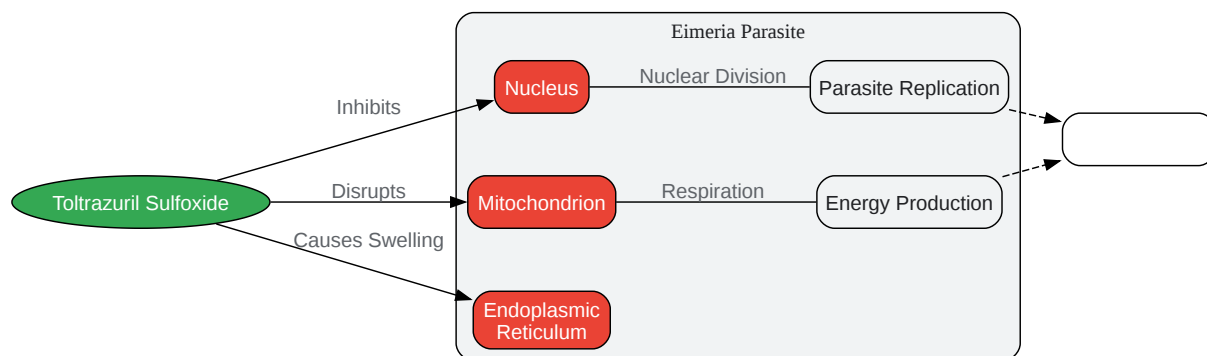 Eimeria Parasite
Nucleus
Nuclear Division
Parasite Replication
Inhibits
Toltrazuril Sulfoxide
Disrupts
Mitochondrion
Respiration
Energy Production
Causes Swelling
Endoplasmic
Reticulum